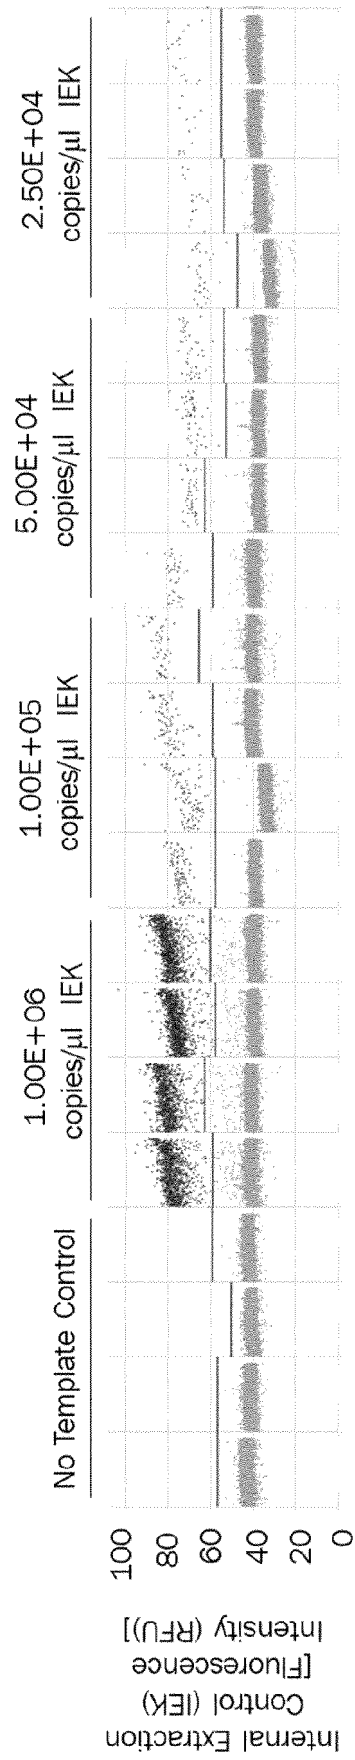 No Template Control
1.00E+06
copies/µl IEK
1.00E+05
copies/µl IEK
5.00E+04
copies/µl IEK
2.50E+04
copies/µl IEK
100
80
60
40
20
0
Internal Extraction
Control (IEK)
[Fluorescence
Intensity (RFU)]